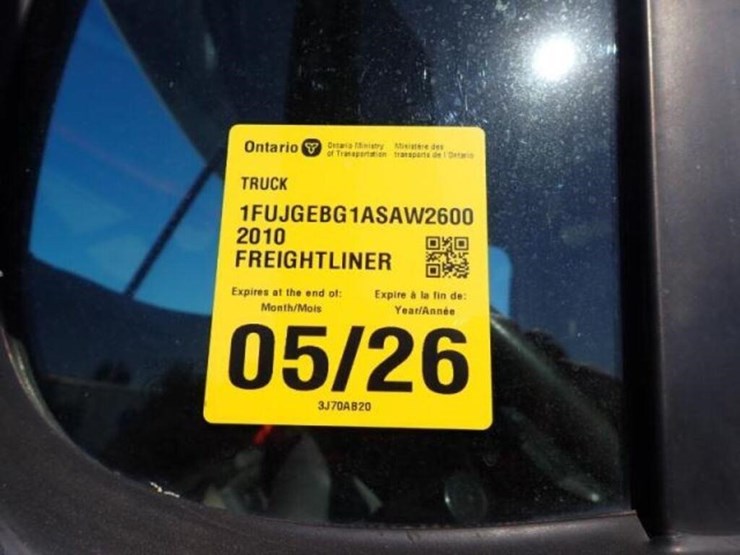 Ontario Ontario Ministry Ministère des
of Transportation transports de l'Ontario
TRUCK
1FUJGEBG1ASAW2600
2010
FREIGHTLINER
Expires at the end of: Expire à la fin de:
Month/Mois Year/Année
05/26
3J70AB20